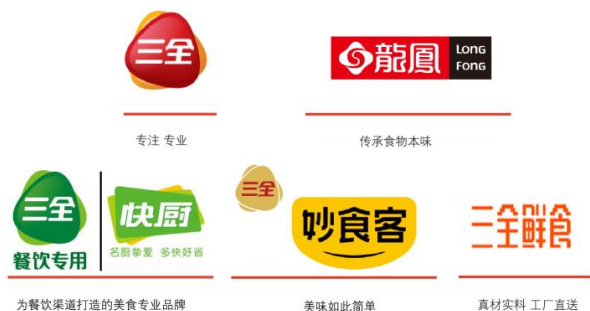 三全
龍鳳 LONG FONG
专注 专业
传承食物本味
三全
餐饮专用
快厨
名厨挚爱 多快好省
三全
妙食客
三全鲜食
为餐饮渠道打造的美食专业品牌
美味如此简单
真材实料 工厂直送